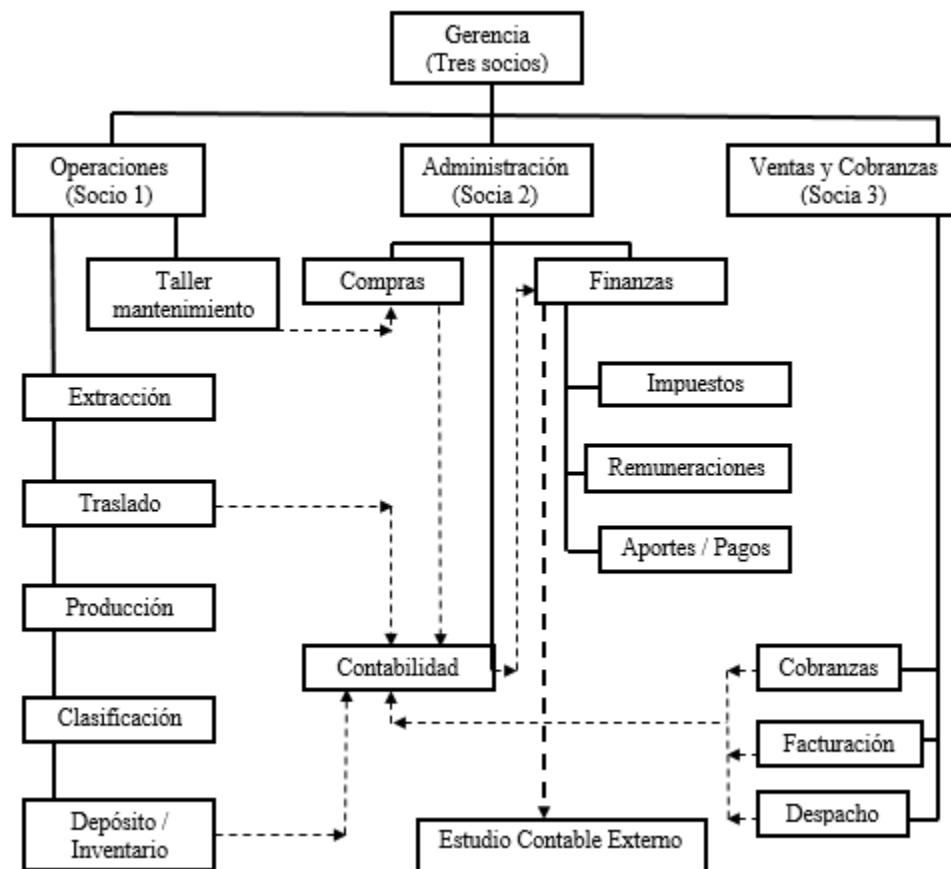 Gerencia
(Tres socios)
Operaciones
(Socio 1)
Administración
(Socia 2)
Ventas y Cobranzas
(Socia 3)
Taller
mantenimiento
Compras
Finanzas
Extracción
Impuestos
Remuneraciones
Traslado
Aportes / Pagos
Producción
Contabilidad
Cobranzas
Clasificación
Facturación
Depósito /
Inventario
Despacho
Estudio Contable Externo